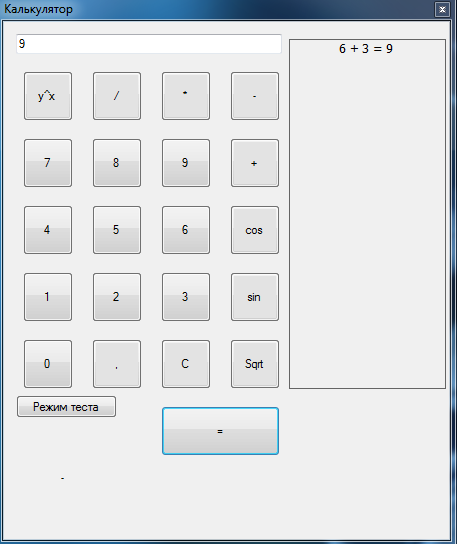 Калькулятор
9
6 + 3 = 9
y^x / * -
7 8 9 +
4 5 6 cos
1 2 3 sin
0 , C Sqrt
Режим теста
=
-